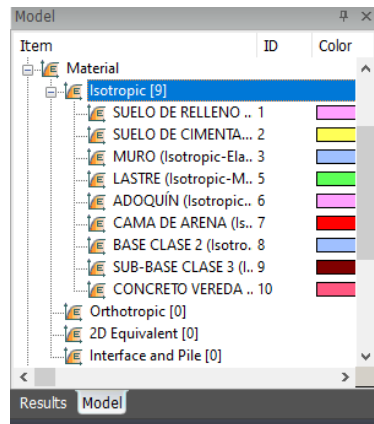 Model
Item ID Color
Material
Isotropic [9]
SUELO DE RELLENO .. 1
SUELO DE CIMENTA... 2
MURO (Isotropic-Ela.. 3
LASTRE (Isotropic-M.. 5
ADOQUÍN (Isotropic.. 6
CAMA DE ARENA (Is.. 7
BASE CLASE 2 (Isotro. 8
SUB-BASE CLASE 3 (I.. 9
CONCRETO VEREDA .. 10
Orthotropic [0]
2D Equivalent [0]
Interface and Pile [0]
Results Model